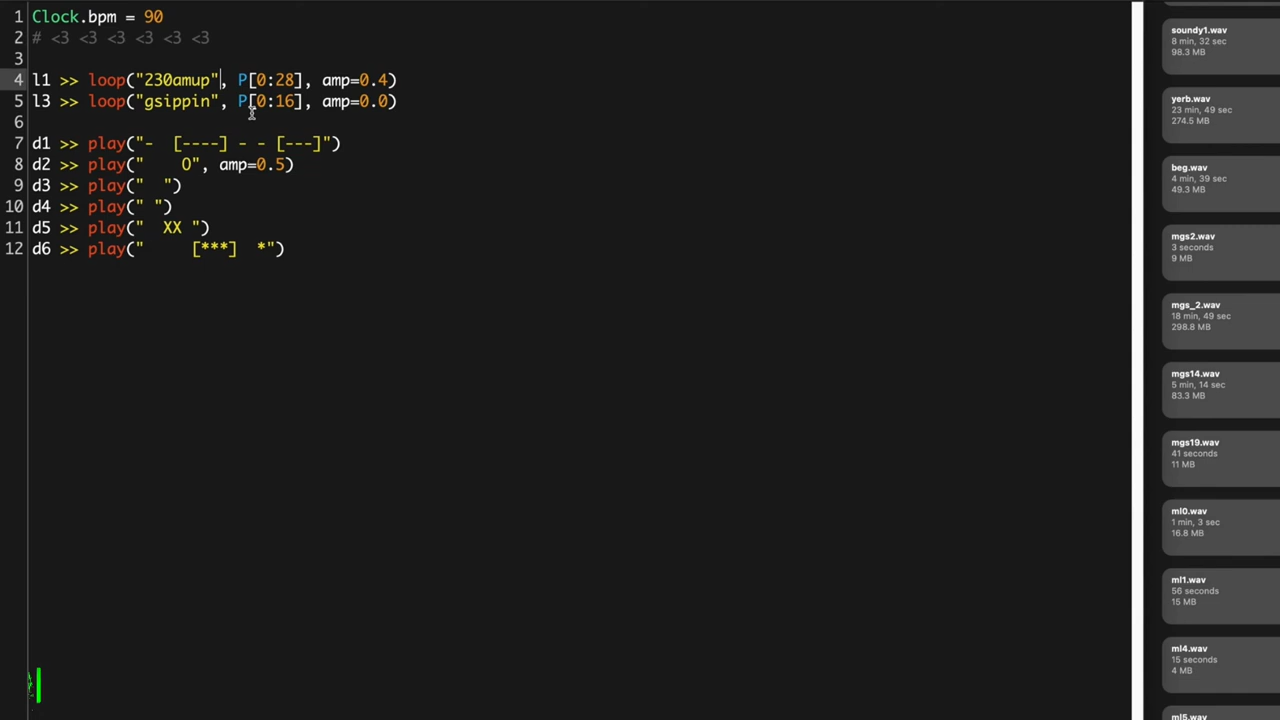 1 Clock.bpm = 90
2 # <3 <3 <3 <3 <3 <3
3
4 l1 >> loop("230amup", P[0:28], amp=0.4)
5 l3 >> loop("gsippin", P[0:16], amp=0.0)
6
7 d1 >> play("-  [----] - - [---]")
8 d2 >> play("    O", amp=0.5)
9 d3 >> play("  ")
10 d4 >> play(" ")
11 d5 >> play("  XX ")
12 d6 >> play("     [***]  *")
soundy1.wav
8 min, 32 sec
98.3 MB
yerb.wav
23 min, 49 sec
274.5 MB
beg.wav
4 min, 39 sec
49.3 MB
mgs2.wav
3 seconds
9 MB
mgs_2.wav
18 min, 49 sec
298.8 MB
mgs14.wav
5 min, 14 sec
83.3 MB
mgs19.wav
41 seconds
11 MB
ml0.wav
1 min, 3 sec
16.8 MB
ml1.wav
56 seconds
15 MB
ml4.wav
15 seconds
4 MB
ml5.wav